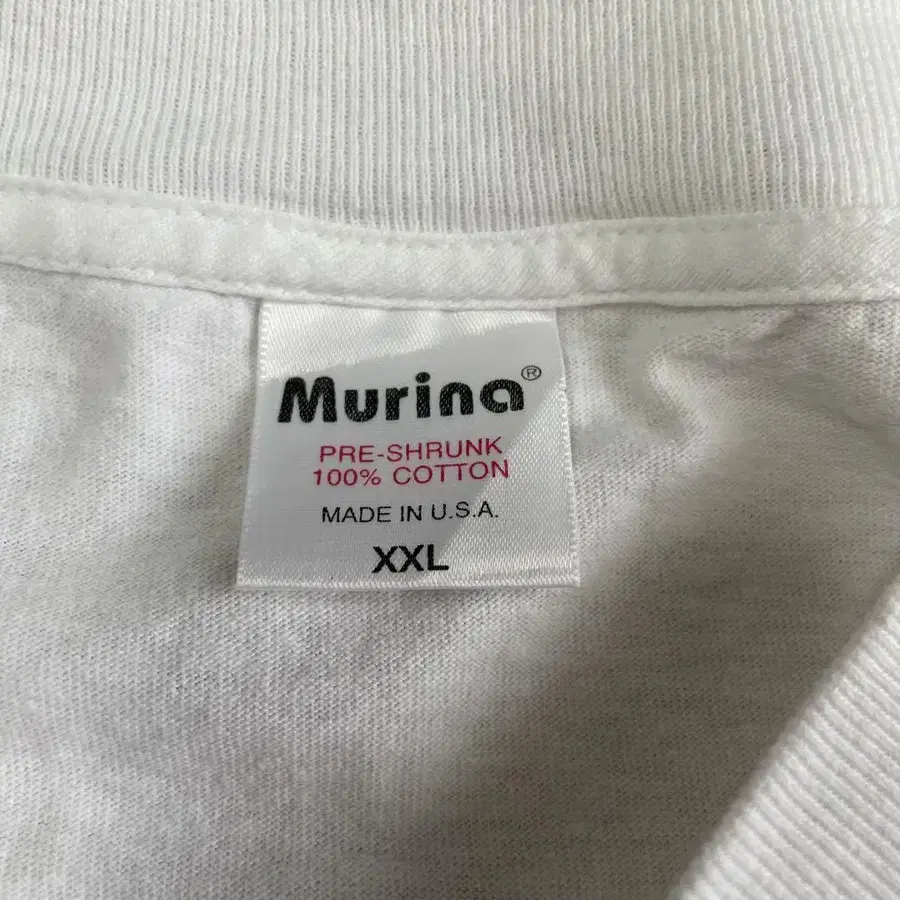 Murina®
PRE-SHRUNK
100% COTTON
MADE IN U.S.A.
XXL